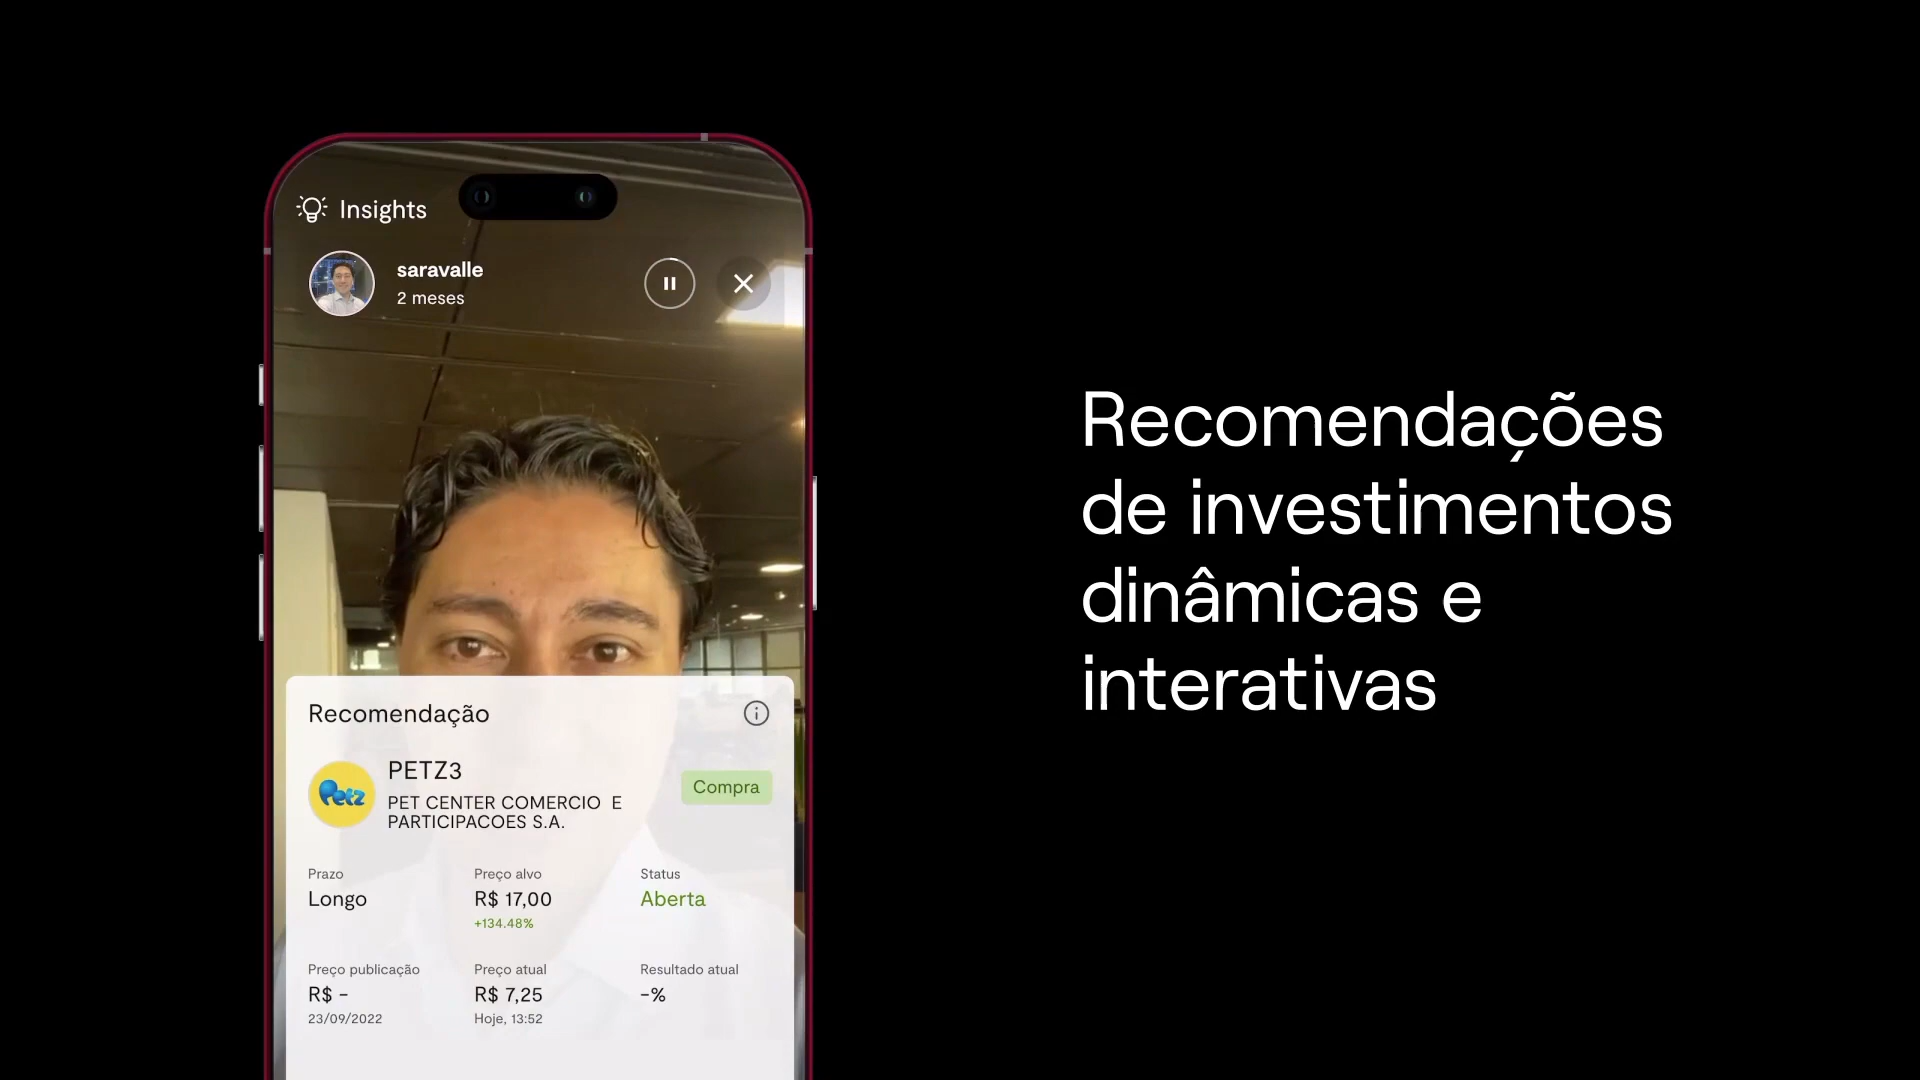 Insights
saravalle
2 meses
Recomendação
Petz
PETZ3
PET CENTER COMERCIO E
PARTICIPACOES S.A.
Compra
Prazo
Longo
Preço alvo
R$ 17,00
+134.48%
Status
Aberta
Preço publicação
R$ -
23/09/2022
Preço atual
R$ 7,25
Hoje, 13:52
Resultado atual
-%
Recomendações
de investimentos
dinâmicas e
interativas